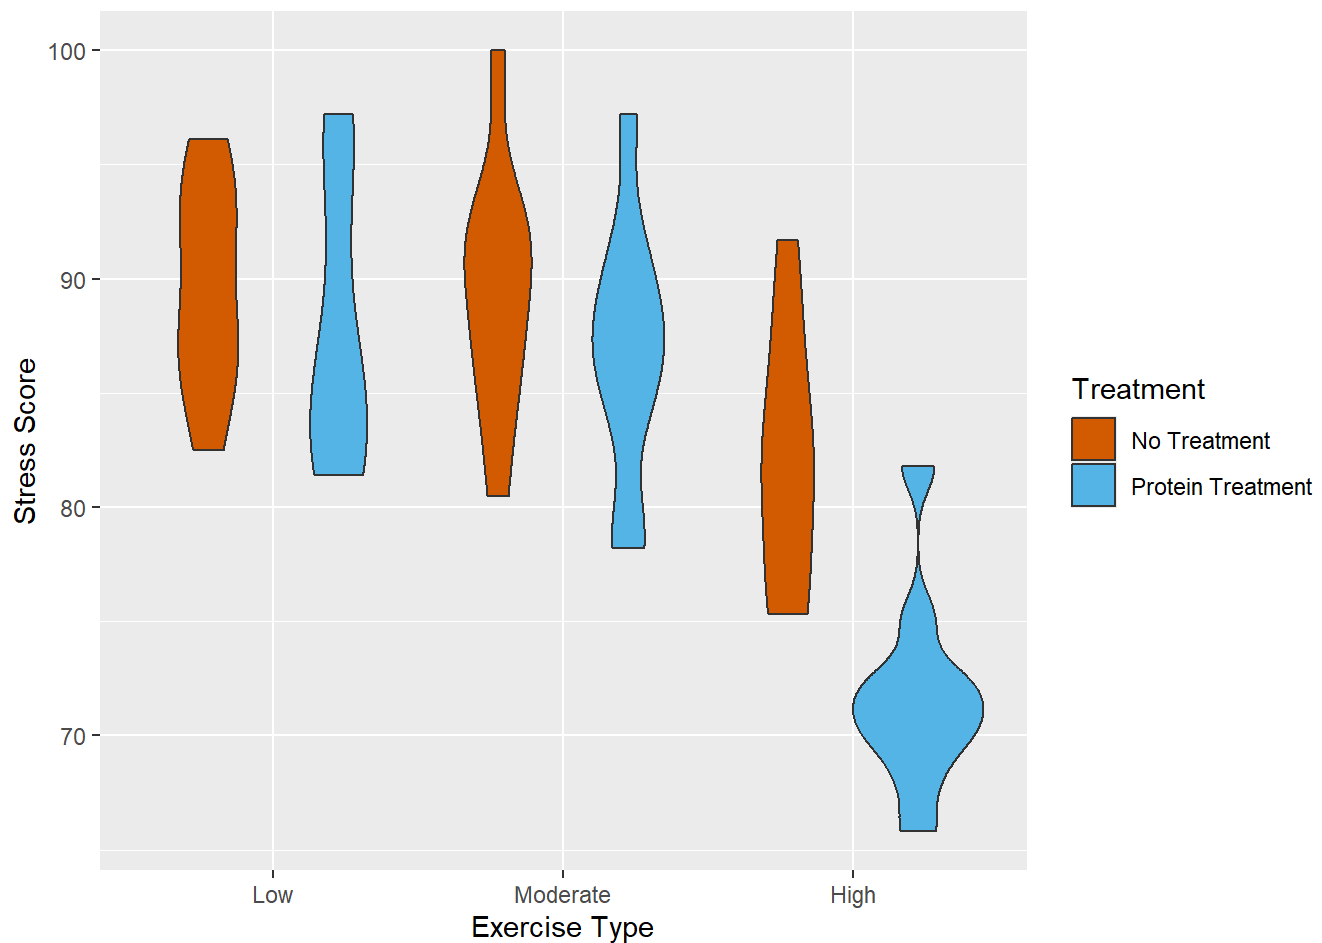 100
90
80
70
Stress Score
Low
Moderate
High
Exercise Type
Treatment
No Treatment
Protein Treatment